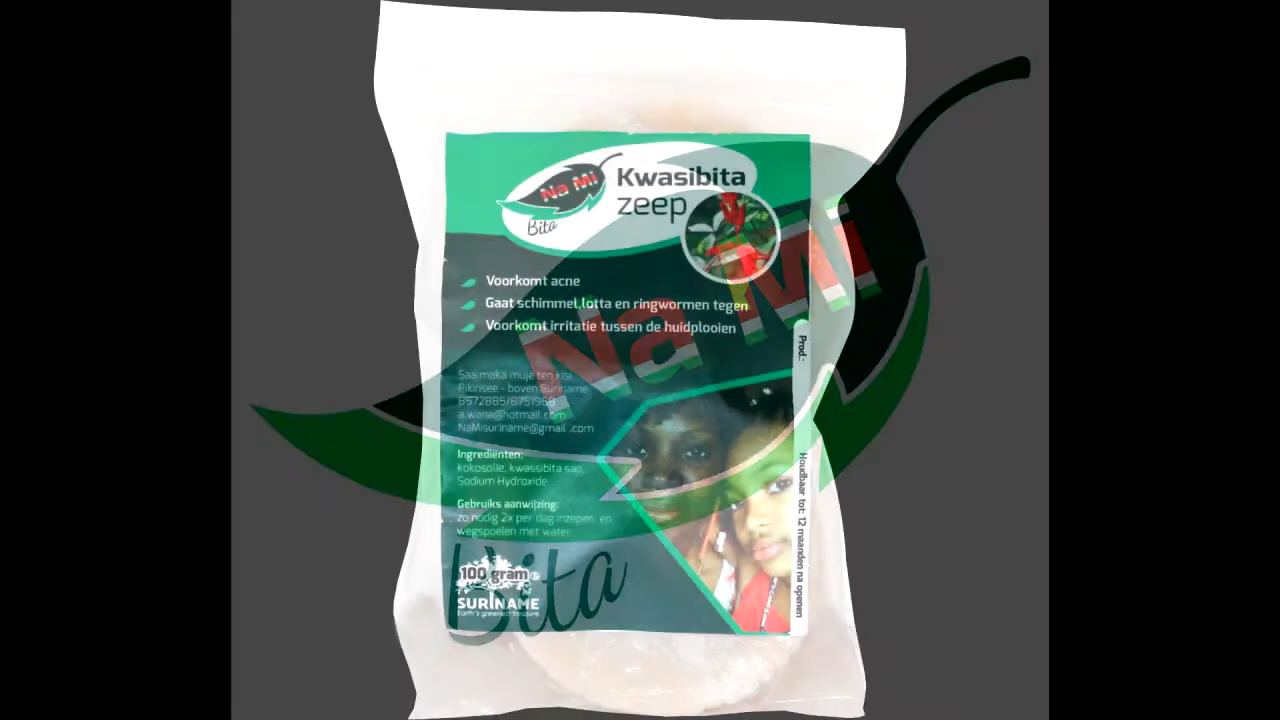 Na Mi
Bita
Kwasibita
zeep
Voorkomt acne
Gaat schimmel,lotta en ringwormen tegen
Voorkomt irritatie tussen de huidplooien
Na Mi
Prod.:
Saa maka muje ten kisi
Pikinsee - boven Suriname
8572885/8751968
a.wana@hotmail.com
NaMisuriname@gmail .com
Ingrediënten:
kokosolie, kwassibita sap,
Sodium Hydroxide
Gebruiks aanwijzing:
zo nodig 2x per dag inzepen en
wegspoelen met water
Houdbaar tot: 12 maanden na openen
Bita
100 gram
SURINAME
Earth's greenest treasure